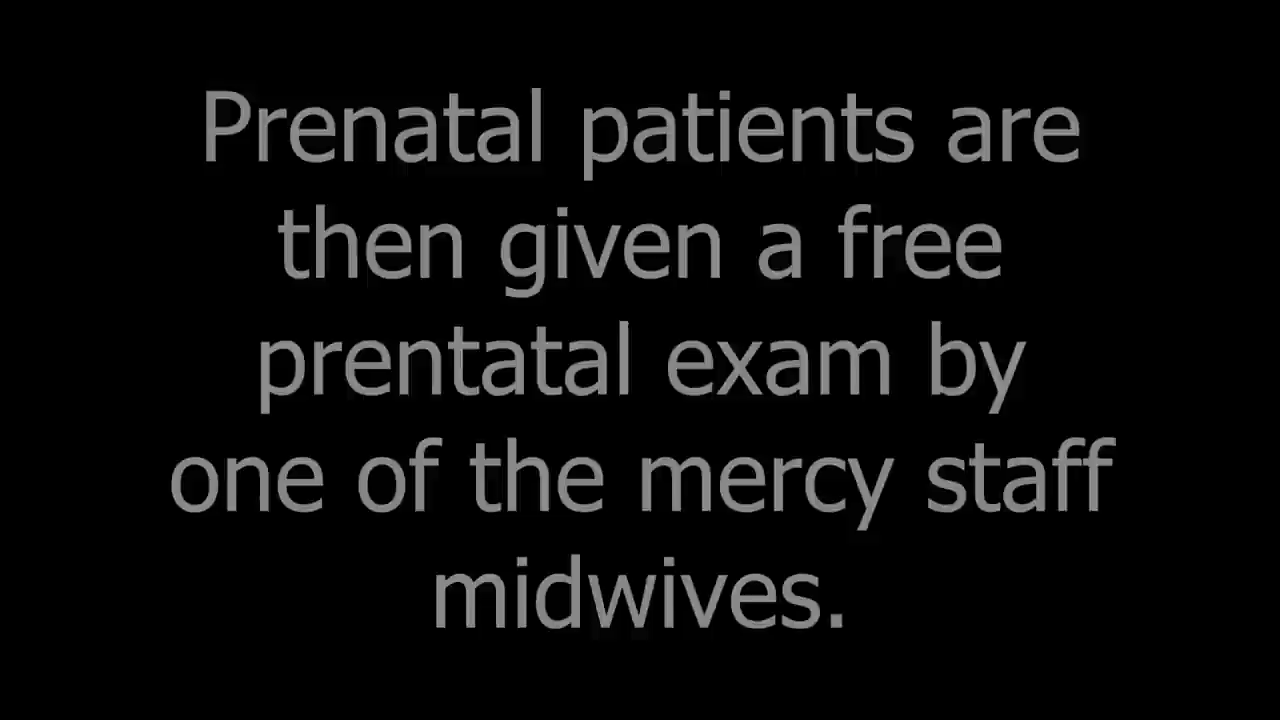 Prenatal patients are
then given a free
prentatal exam by
one of the mercy staff
midwives.